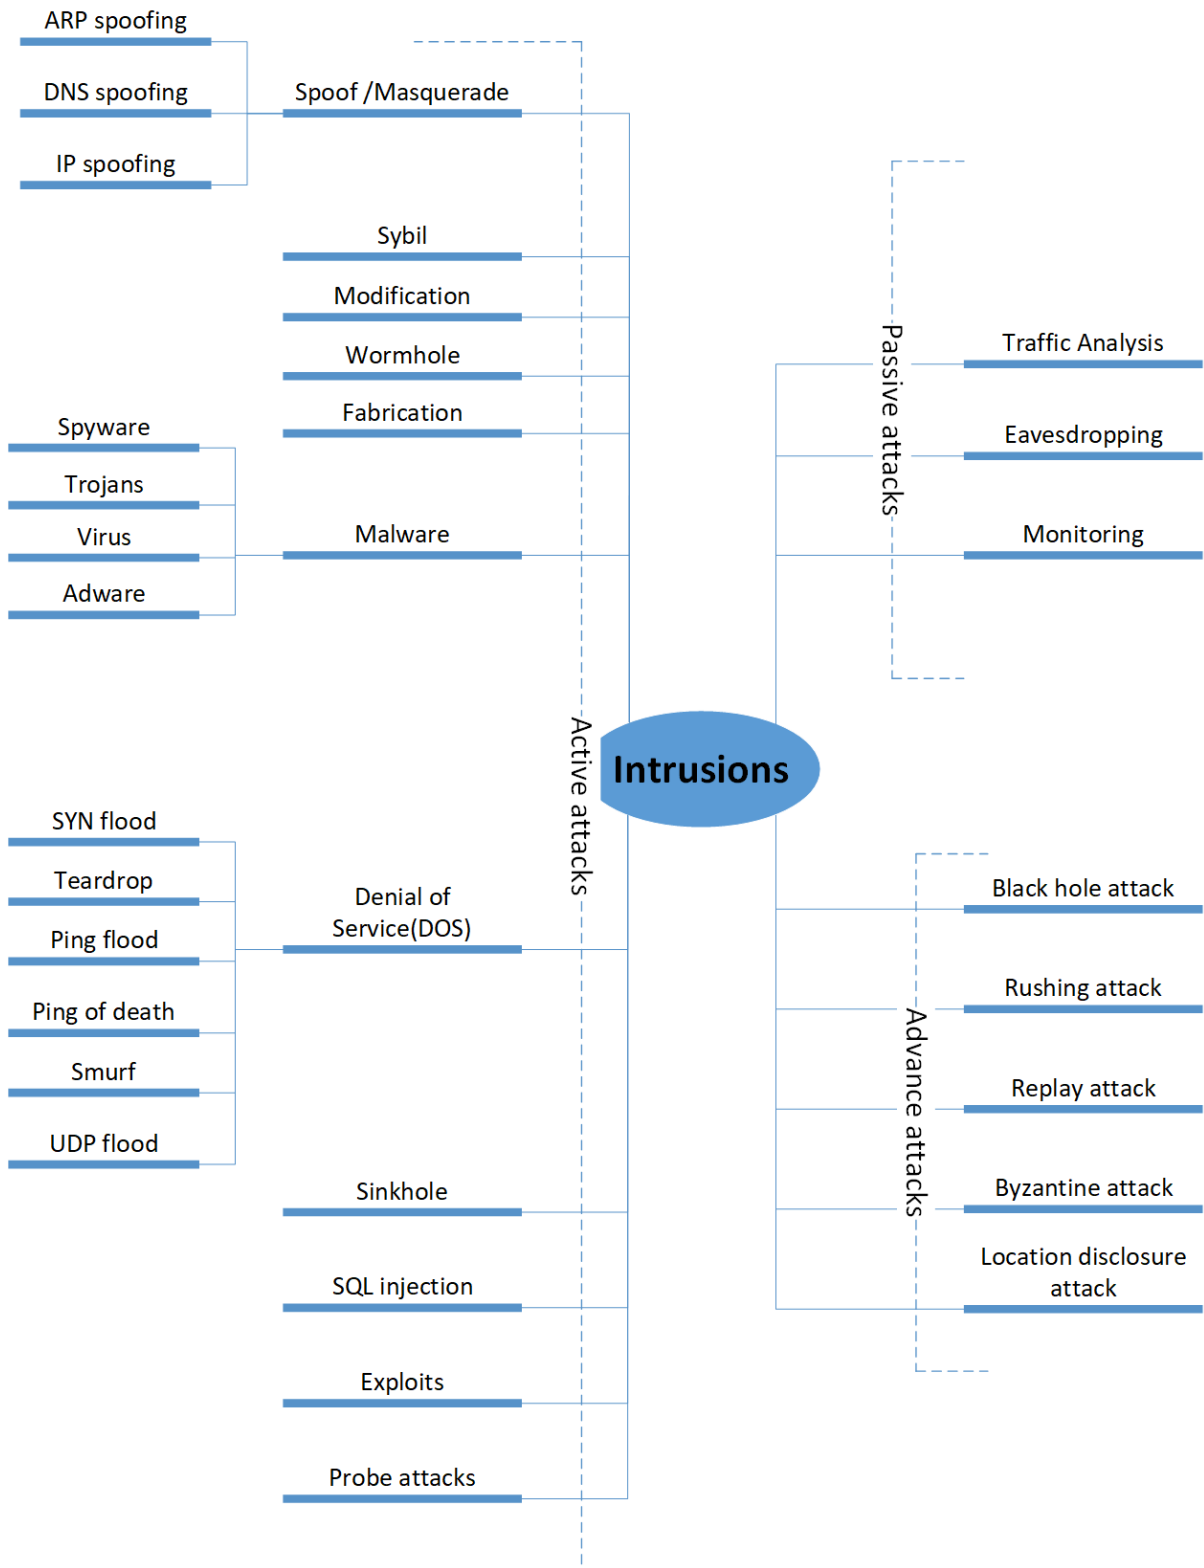 ARP spoofing
DNS spoofing
IP spoofing
Spoof /Masquerade
Sybil
Modification
Wormhole
Fabrication
Spyware
Trojans
Virus
Adware
Malware
SYN flood
Teardrop
Ping flood
Ping of death
Smurf
UDP flood
Denial of
Service(DOS)
Sinkhole
SQL injection
Exploits
Probe attacks
Active attacks
Intrusions
Passive attacks
Traffic Analysis
Eavesdropping
Monitoring
Advance attacks
Black hole attack
Rushing attack
Replay attack
Byzantine attack
Location disclosure
attack